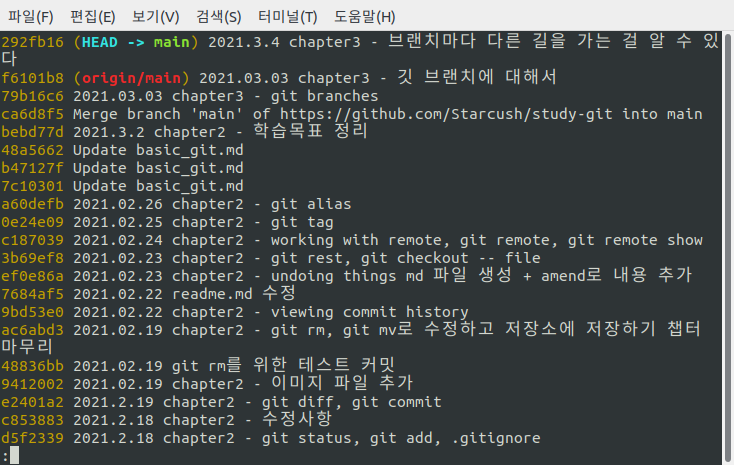 파일(F) 편집(E) 보기(V) 검색(S) 터미널(T) 도움말(H)
292fb16 (HEAD -> main) 2021.3.4 chapter3 - 브랜치마다 다른 길을 가는 걸 알 수 있
다
f6101b8 (origin/main) 2021.03.03 chapter3 - 깃 브랜치에 대해서
79b16c6 2021.03.03 chapter3 - git branches
ca6d8f5 Merge branch 'main' of https://github.com/Starcush/study-git into main
bebd77d 2021.3.2 chapter2 - 학습목표 정리
48a5662 Update basic_git.md
b47127f Update basic_git.md
7c10301 Update basic_git.md
a60defb 2021.02.26 chapter2 - git alias
0e24e09 2021.02.25 chapter2 - git tag
c187039 2021.02.24 chapter2 - working with remote, git remote, git remote show
3b69ef8 2021.02.23 chapter2 - git rest, git checkout -- file
ef0e86a 2021.02.23 chapter2 - undoing things md 파일 생성 + amend로 내용 추가
7684af5 2021.02.22 readme.md 수정
9bd53e0 2021.02.22 chapter2 - viewing commit history
ac6abd3 2021.02.19 chapter2 - git rm, git mv로 수정하고 저장소에 저장하기 챕터
마무리
48836bb 2021.02.19 git rm를 위한 테스트 커밋
9412002 2021.02.19 chapter2 - 이미지 파일 추가
e2401a2 2021.2.19 chapter2 - git diff, git commit
c853883 2021.2.18 chapter2 - 수정사항
d5f2339 2021.2.18 chapter2 - git status, git add, .gitignore
: